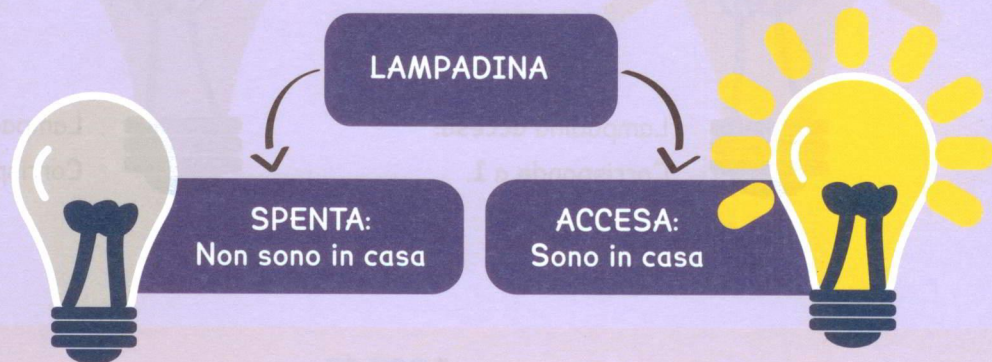 LAMPADINA
SPENTA:
Non sono in casa
ACCESA:
Sono in casa